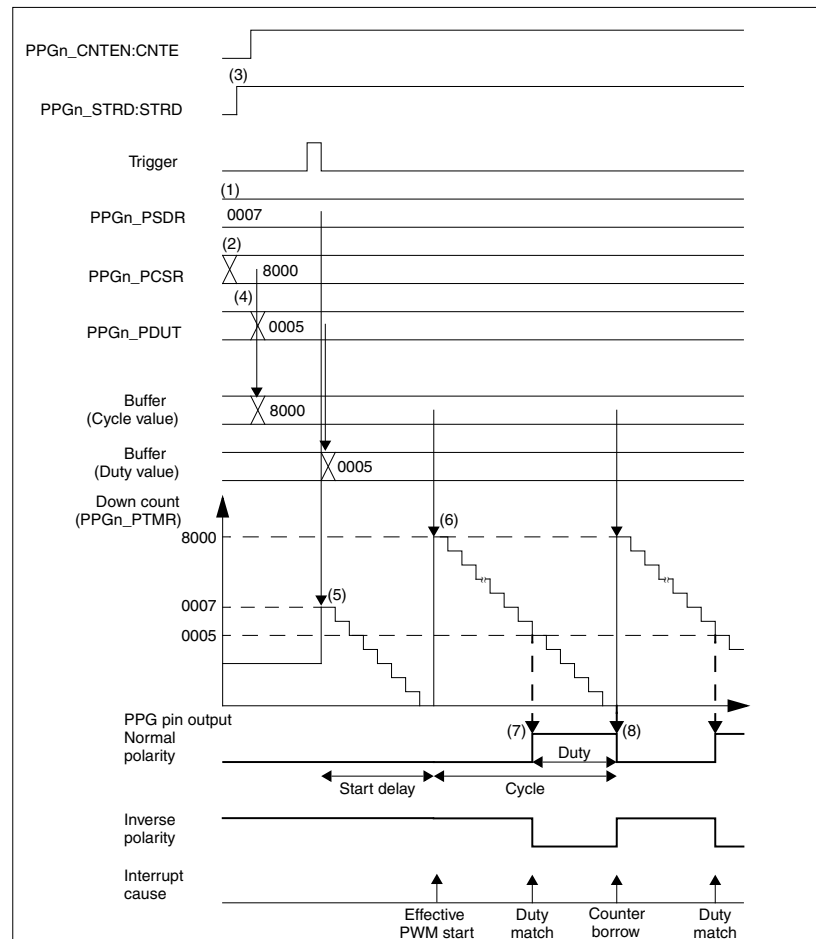 PPGn_CNTEN:CNTE
(3)
PPGn_STRD:STRD
Trigger
(1)
PPGn_PSDR
0007
(2)
PPGn_PCSR
8000
(4)
PPGn_PDUT
0005
Buffer
(Cycle value)
8000
Buffer
(Duty value)
0005
Down count
(PPGn_PTMR)
8000
(6)
0007
(5)
0005
PPG pin output
Normal
polarity
(7)
(8)
Duty
Start delay
Cycle
Inverse
polarity
Interrupt
cause
Effective
PWM start
Duty
match
Counter
borrow
Duty
match